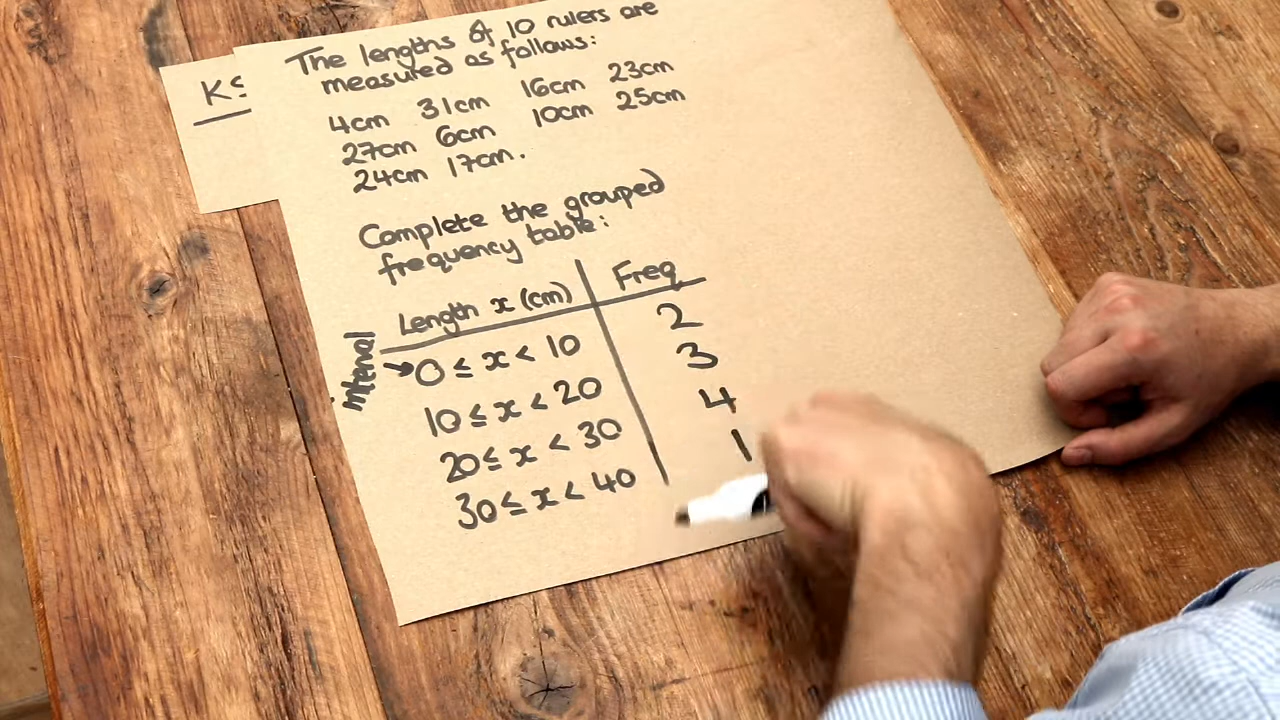 KS
The lengths of 10 rulers are
measured as follows:
4cm 31cm 16cm 23cm
27cm 6cm 10cm 25cm
24cm 17cm.
Complete the grouped
frequency table:
Length x (cm) Freq
interval
0 ≤ x < 10 2
10 ≤ x < 20 3
20 ≤ x < 30 4
30 ≤ x < 40 1